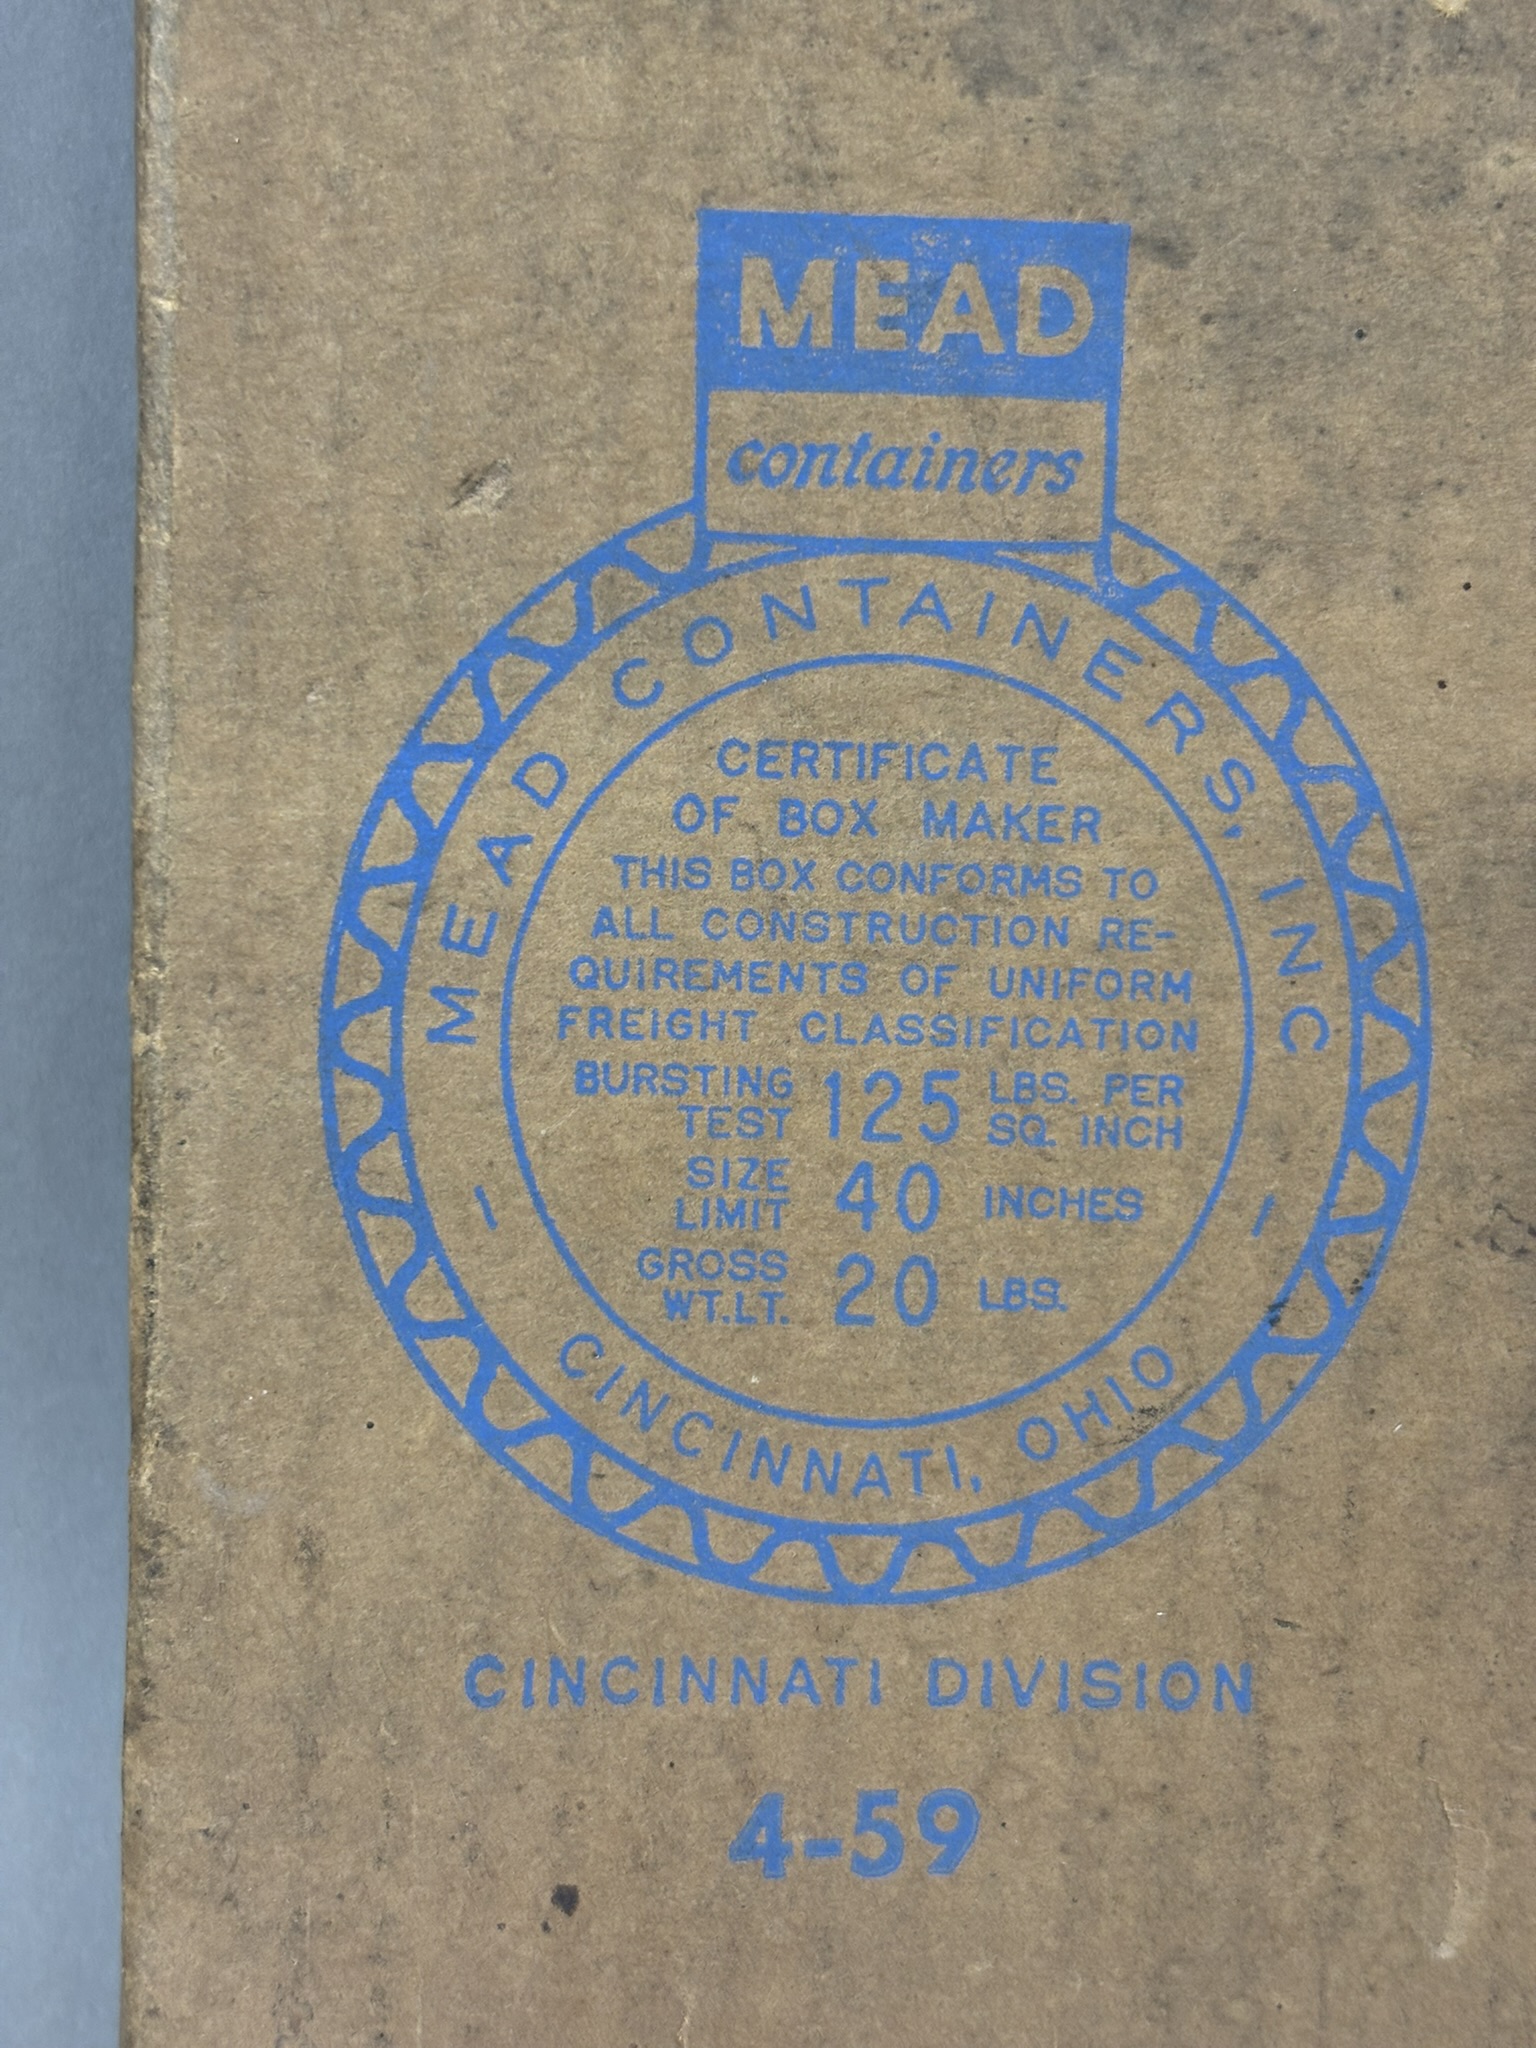 MEAD
containers
MEAD CONTAINERS, INC
CERTIFICATE
OF BOX MAKER
THIS BOX CONFORMS TO
ALL CONSTRUCTION RE-
QUIREMENTS OF UNIFORM
FREIGHT CLASSIFICATION
BURSTING TEST 125 LBS. PER SQ. INCH
SIZE LIMIT 40 INCHES
GROSS WT.LT. 20 LBS.
- CINCINNATI, OHIO -
CINCINNATI DIVISION
4-59